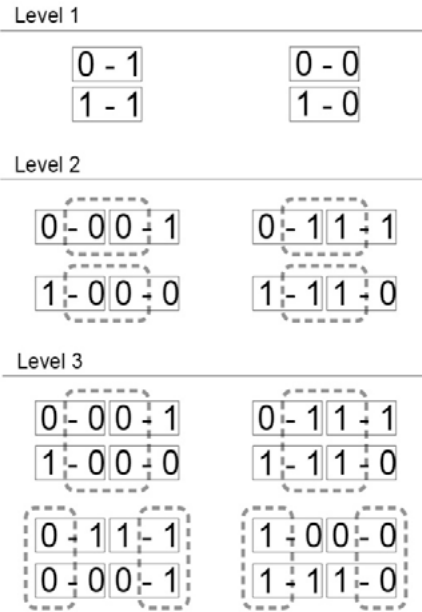 Level 1
0 - 1 0 - 0
1 - 1 1 - 0
Level 2
0 - 0 0 - 1 0 - 1 1 - 1
1 - 0 0 - 0 1 - 1 1 - 0
Level 3
0 - 0 0 - 1 0 - 1 1 - 1
1 - 0 0 - 0 1 - 1 1 - 0
0 - 1 1 - 1 1 - 0 0 - 0
0 - 0 0 - 1 1 - 1 1 - 0